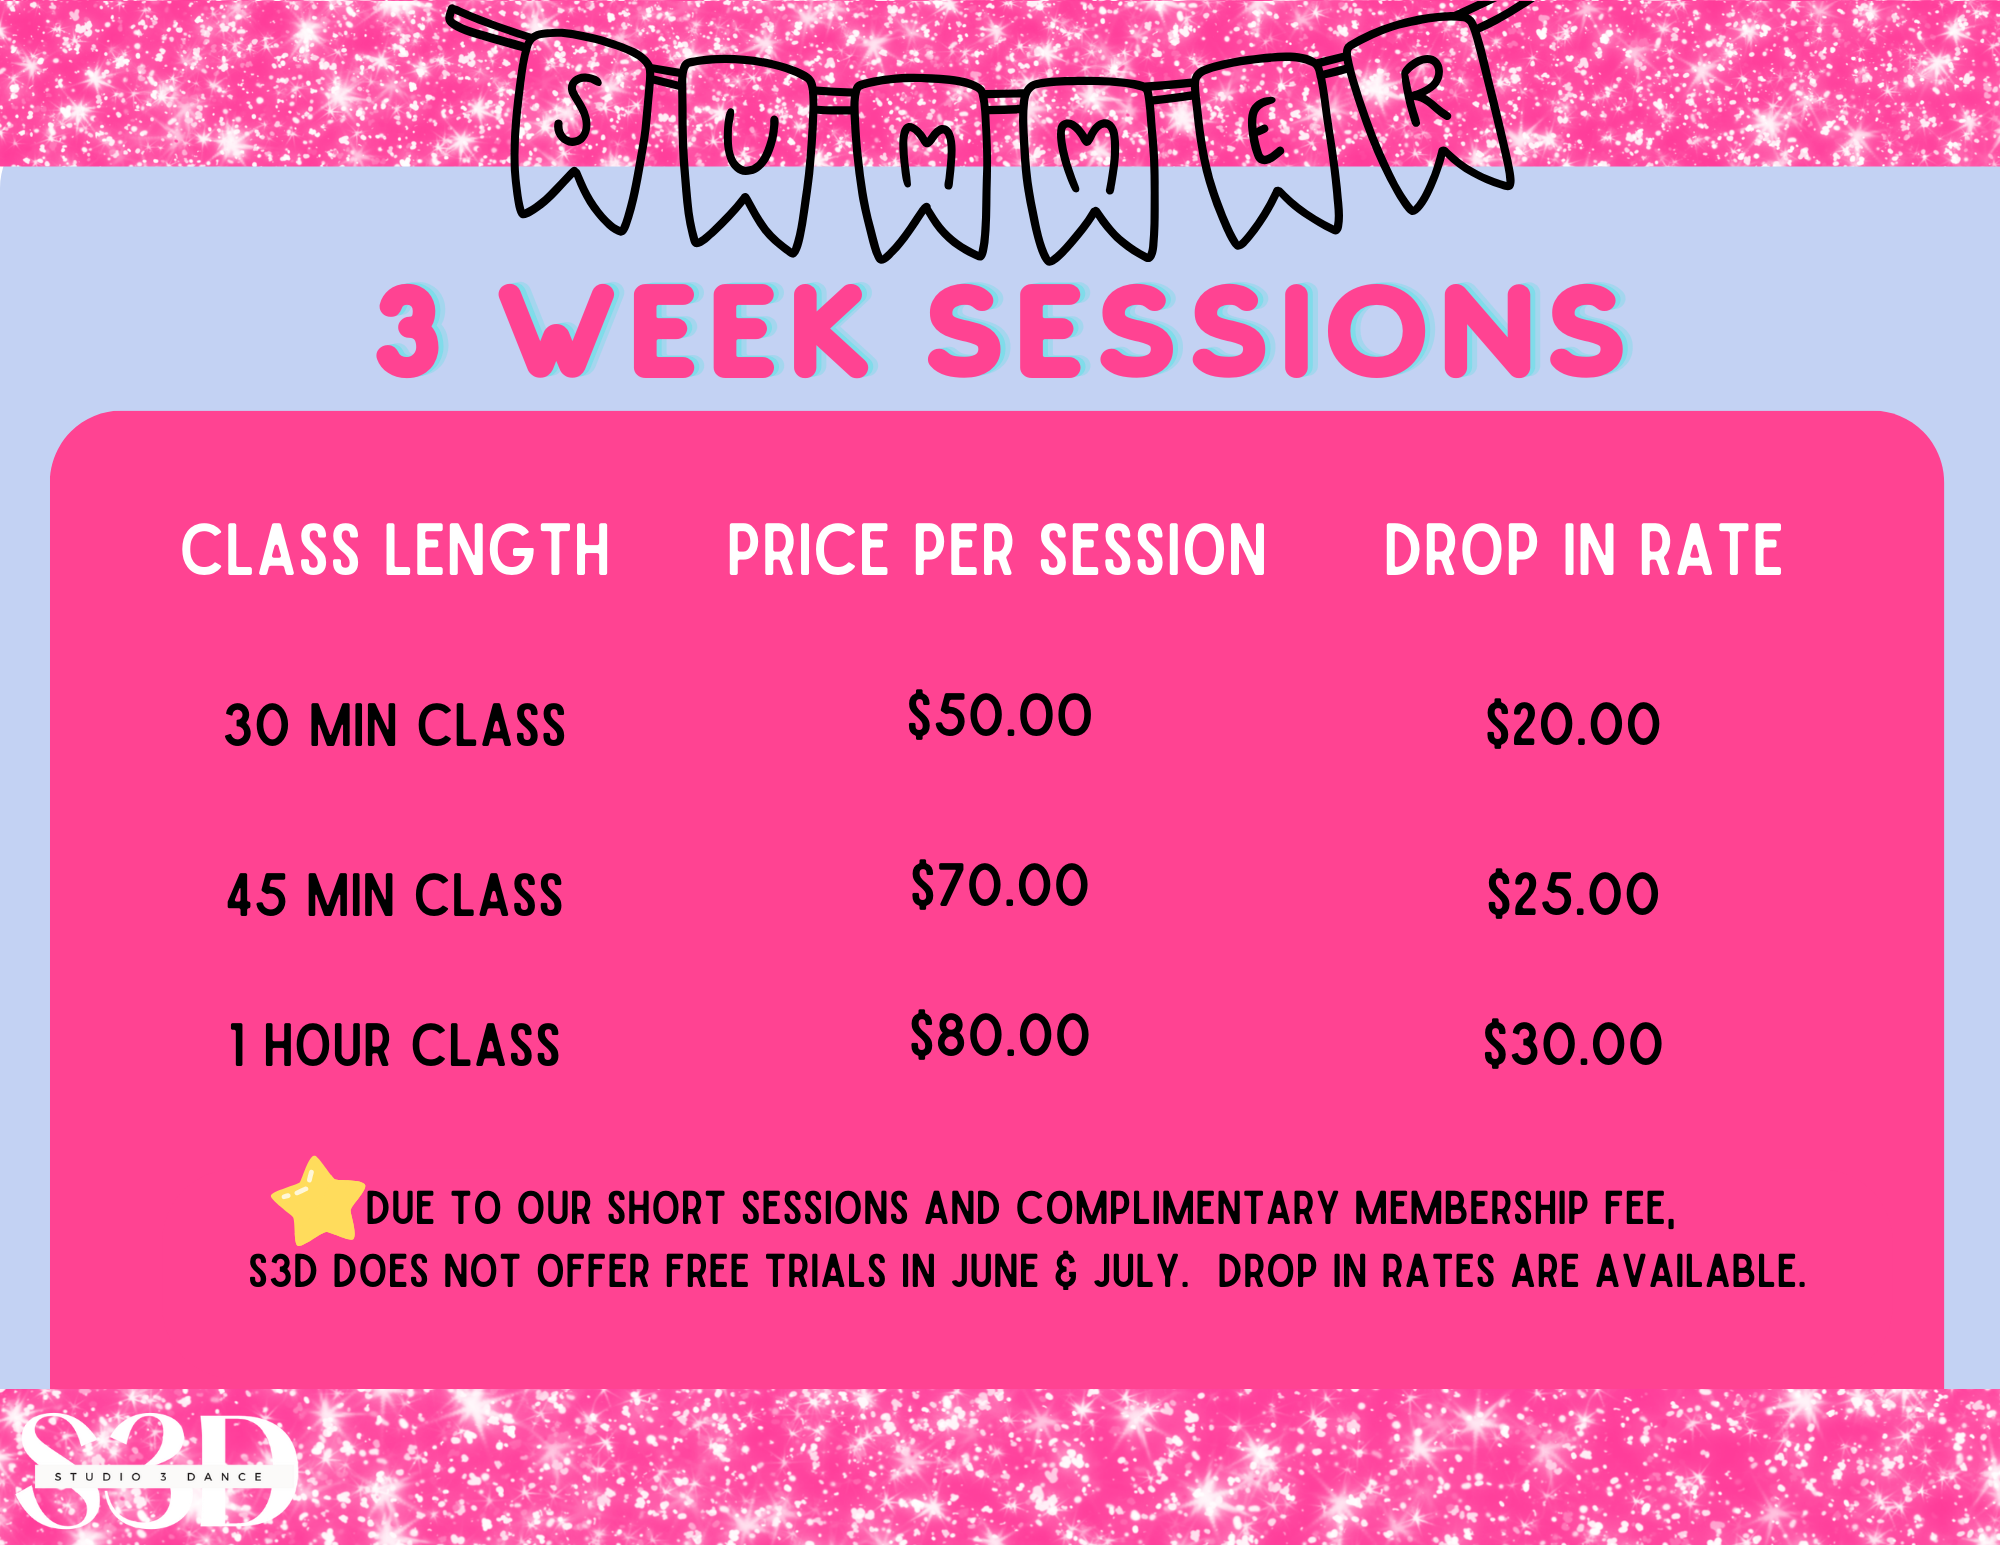 SUMMER
3 WEEK SESSIONS
CLASS LENGTH PRICE PER SESSION DROP IN RATE
30 MIN CLASS $50.00 $20.00
45 MIN CLASS $70.00 $25.00
1 HOUR CLASS $80.00 $30.00
DUE TO OUR SHORT SESSIONS AND COMPLIMENTARY MEMBERSHIP FEE,
S3D DOES NOT OFFER FREE TRIALS IN JUNE & JULY. DROP IN RATES ARE AVAILABLE.
S3D
STUDIO 3 DANCE